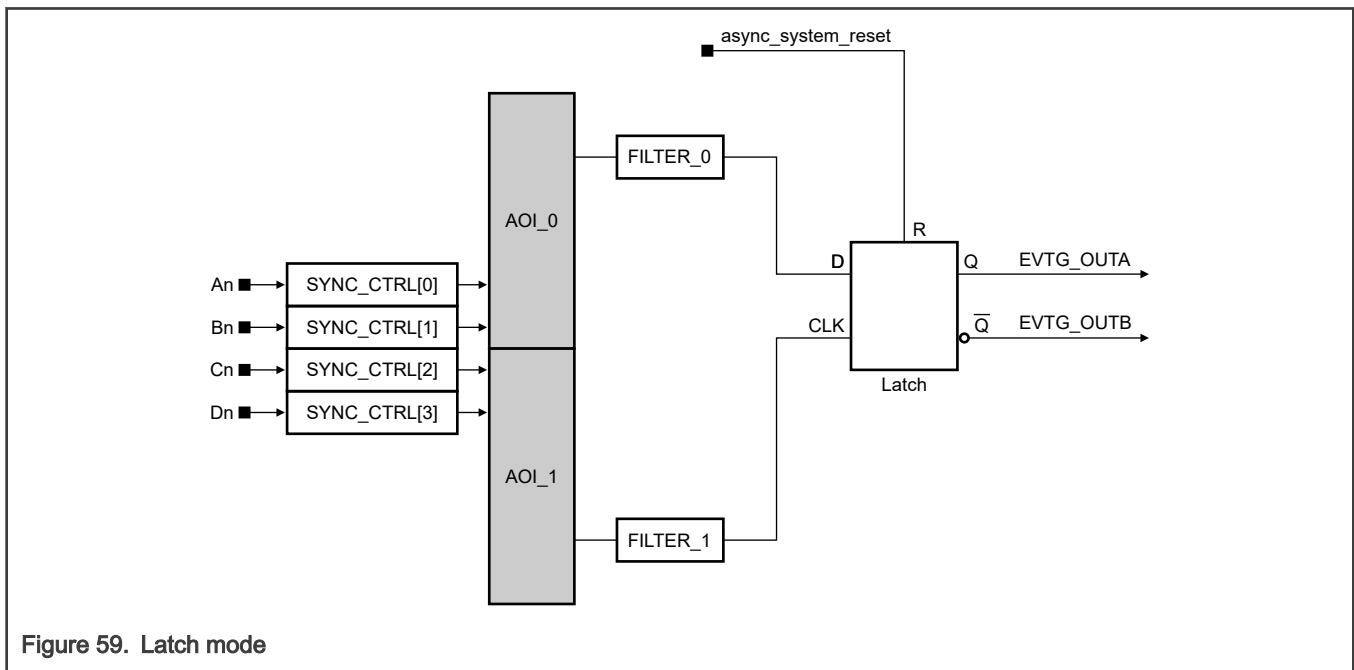 async_system_reset
FILTER_0
AOI_0
R
D
Q
EVTG_OUTA
An
SYNC_CTRL[0]
Bn
SYNC_CTRL[1]
CLK
Q̅
EVTG_OUTB
Cn
SYNC_CTRL[2]
Latch
Dn
SYNC_CTRL[3]
AOI_1
FILTER_1
Figure 59. Latch mode